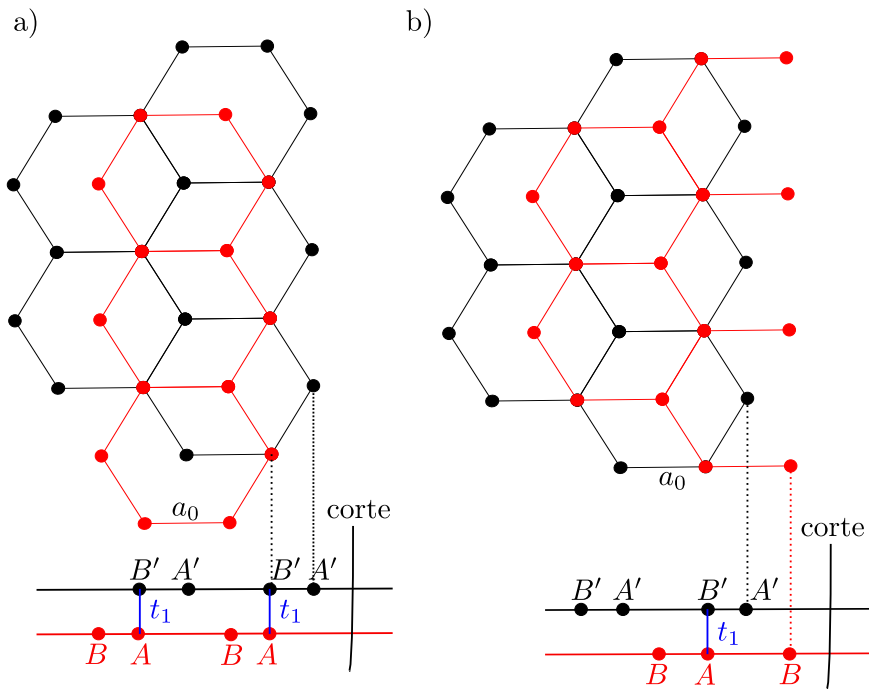 a)
b)
a₀
corte
B′ A′ B′ A′
t₁ t₁
B A B A
a₀
corte
B′ A′ B′ A′
t₁
B A B